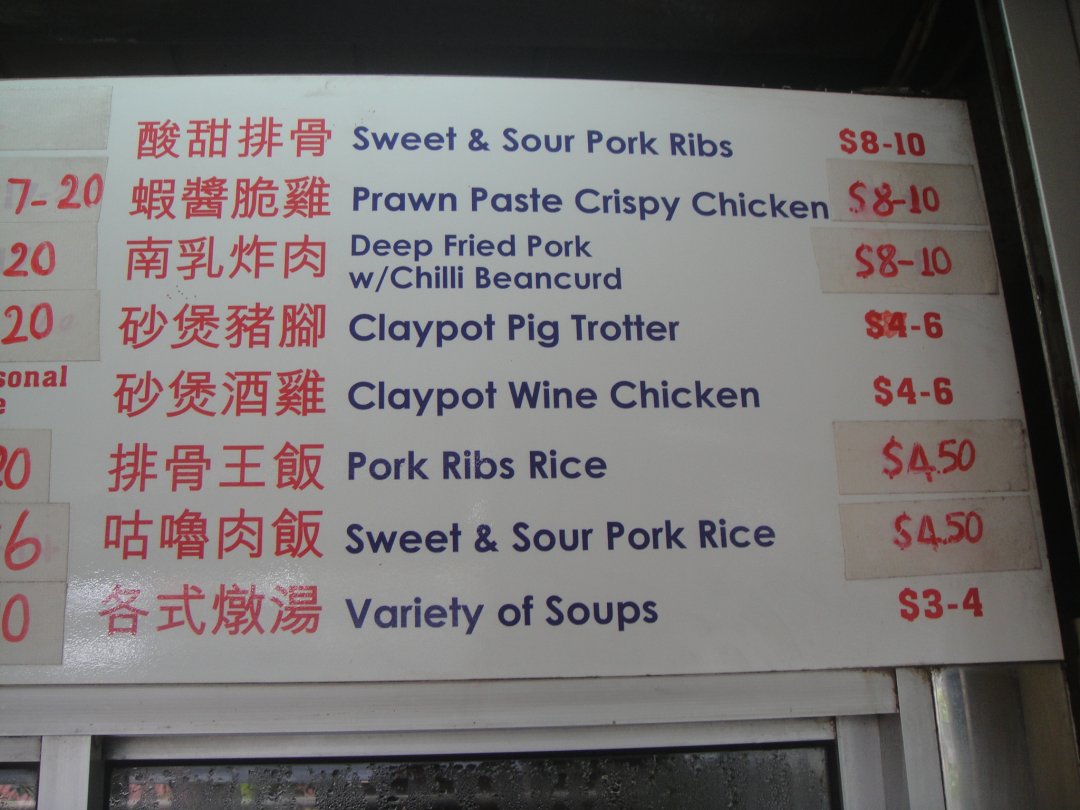 酸甜排骨 Sweet & Sour Pork Ribs $8-10
7-20 蝦醬脆雞 Prawn Paste Crispy Chicken $8-10
20 南乳炸肉 Deep Fried Pork
w/Chilli Beancurd $8-10
20 砂煲豬腳 Claypot Pig Trotter $4-6
sonal
e
砂煲酒雞 Claypot Wine Chicken $4-6
20 排骨王飯 Pork Ribs Rice $4.50
6 咕嚕肉飯 Sweet & Sour Pork Rice $4.50
0 各式燉湯 Variety of Soups $3-4